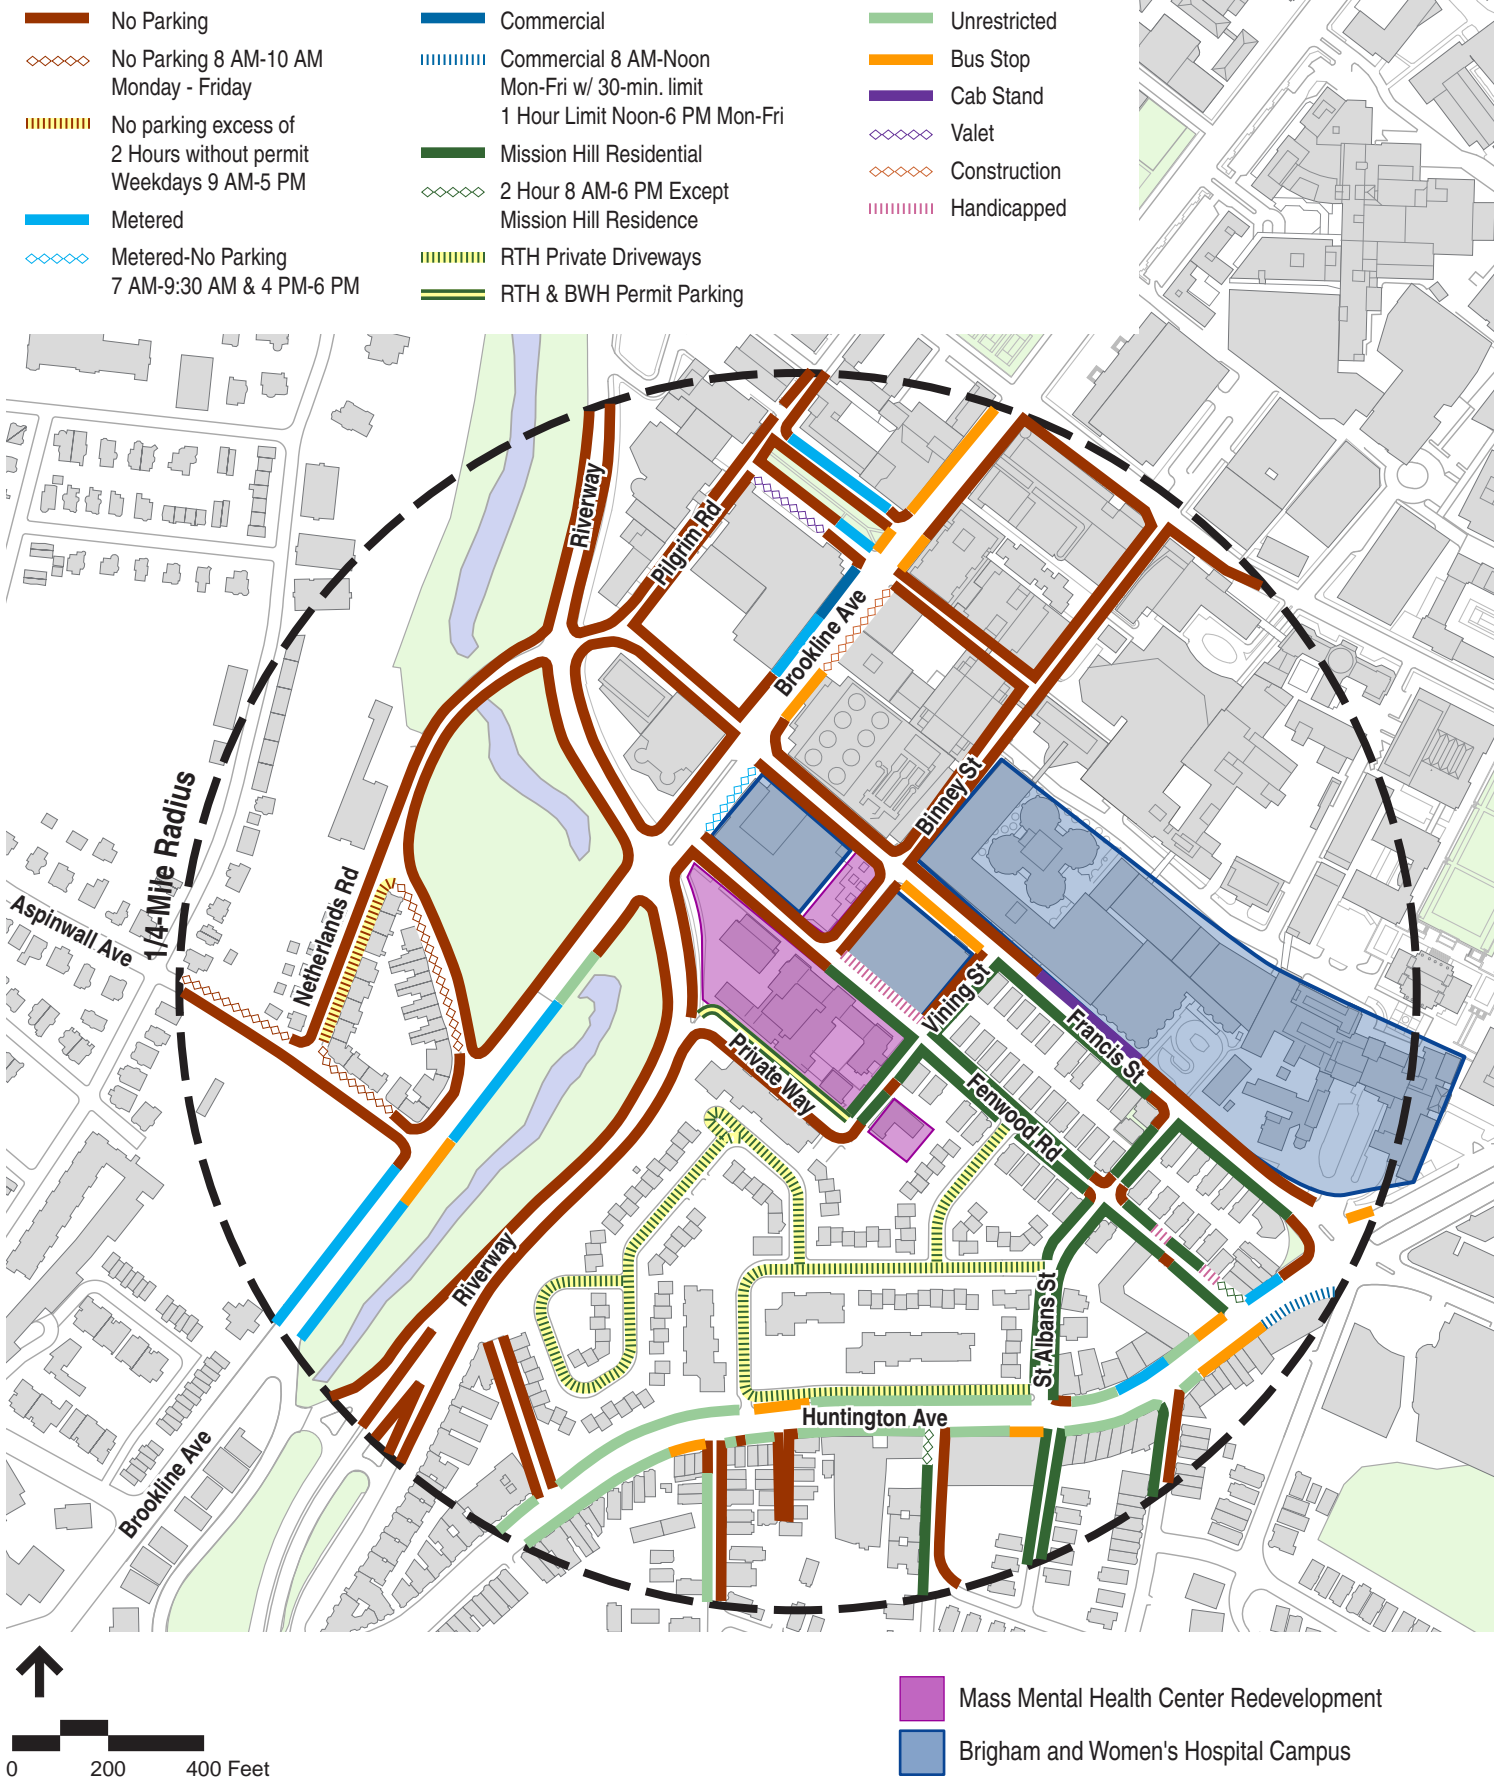 No Parking
No Parking 8 AM-10 AM
Monday - Friday
No parking excess of
2 Hours without permit
Weekdays 9 AM-5 PM
Metered
Metered-No Parking
7 AM-9:30 AM & 4 PM-6 PM
Commercial
Commercial 8 AM-Noon
Mon-Fri w/ 30-min. limit
1 Hour Limit Noon-6 PM Mon-Fri
Mission Hill Residential
2 Hour 8 AM-6 PM Except
Mission Hill Residence
RTH Private Driveways
RTH & BWH Permit Parking
Unrestricted
Bus Stop
Cab Stand
Valet
Construction
Handicapped
Riverway
Pilgrim Rd
Brookline Ave
Binney St
1/4-Mile Radius
Aspinwall Ave
Netherlands Rd
Vining St
Francis St
Private Way
Fenwood Rd
Riverway
St Albans St
Huntington Ave
Brookline Ave
0 200 400 Feet
Mass Mental Health Center Redevelopment
Brigham and Women's Hospital Campus